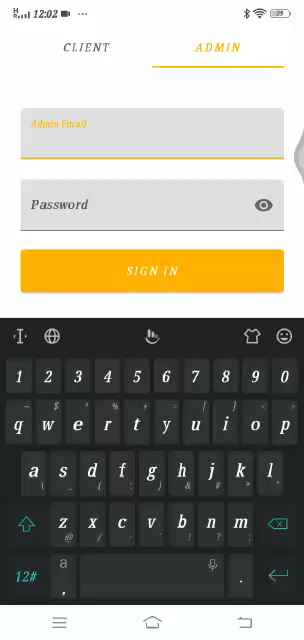 12:02
CLIENT ADMIN
Admin Email
Password
SIGN IN
1 2 3 4 5 6 7 8 9 0
q w e r t y u i o p
a s d f g h j k l
z x c v b n m
12# a , .